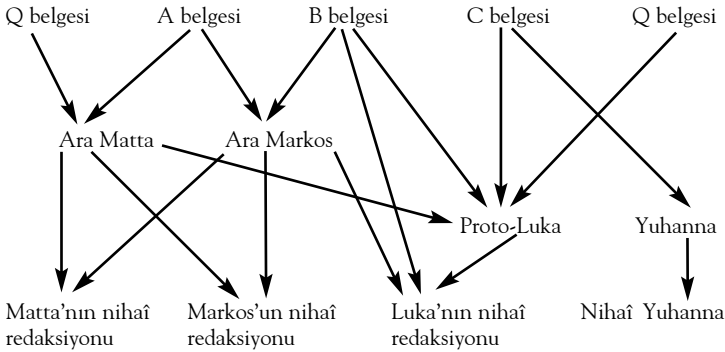 Q belgesi A belgesi B belgesi C belgesi Q belgesi
Ara Matta Ara Markos
Proto-Luka Yuhanna
Matta’nın nihaî Markos’un nihaî Luka’nın nihaî Nihaî Yuhanna
redaksiyonu redaksiyonu redaksiyonu